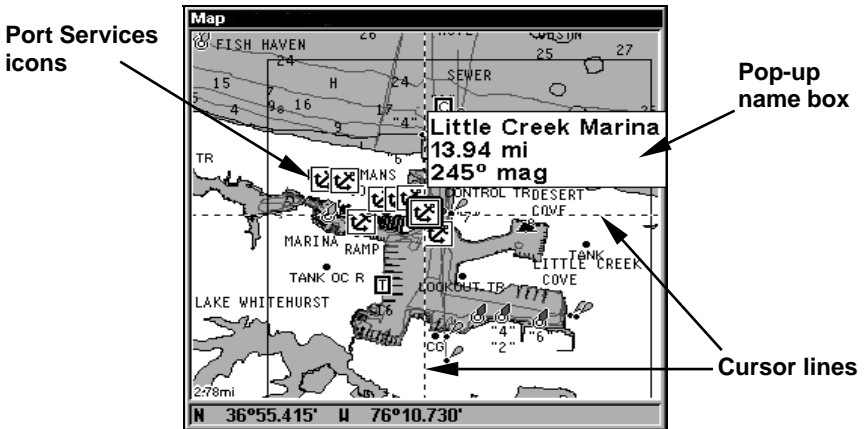 Map
Port Services
icons
FISH HAVEN
26
25
27
24
15
H
24
SEWER
4
9
8
16
17
9
"4"
Pop-up
name box
Little Creek Marina
13.94 mi
245° mag
TR
"6"
MANS
CONTROL TR
DESERT
COVE
"7"
MARINA
RAMP
TANK
LITTLE CREEK
COVE
TANK OC R
T
LOOKOUT TR
LAKE WHITEHURST
16
"4"
"2"
"6"
CG
Cursor lines
2.78mi
N 36°55.415' W 76°10.730'